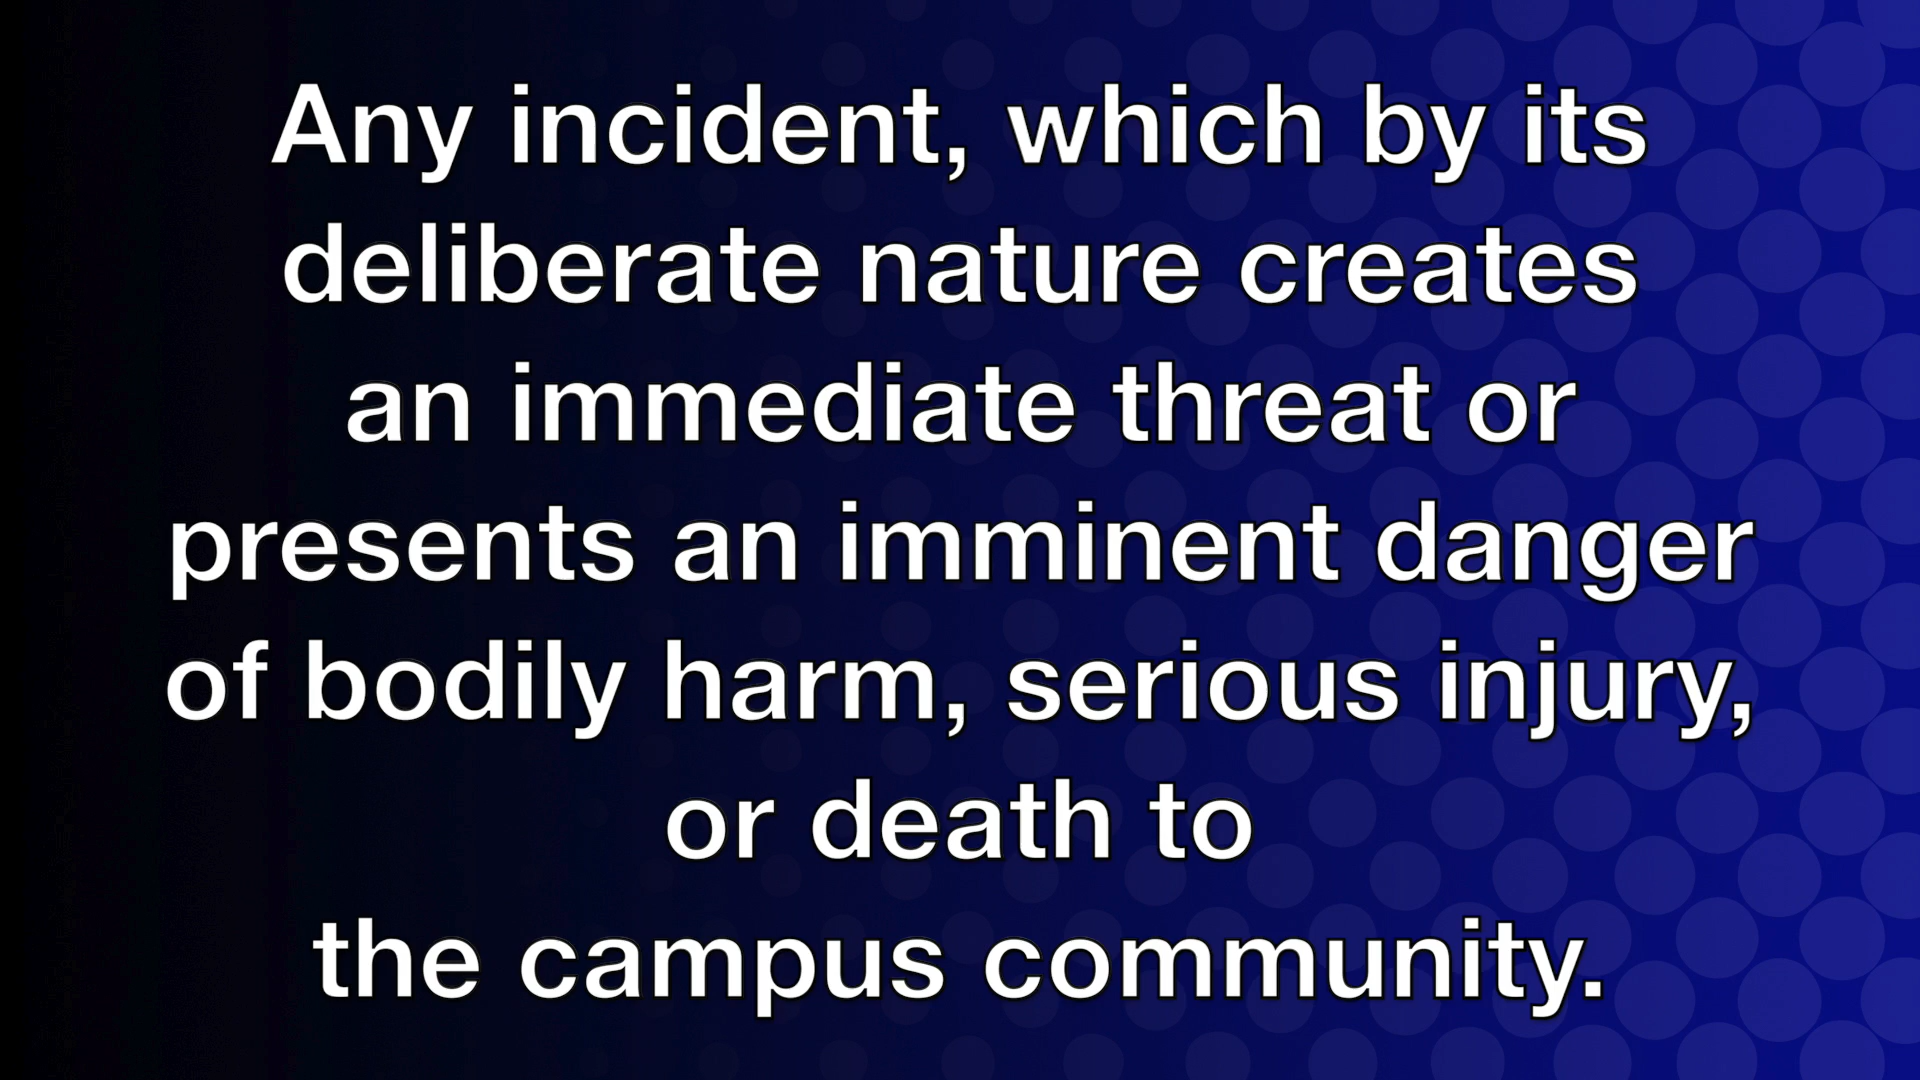 Any incident, which by its
deliberate nature creates
an immediate threat or
presents an imminent danger
of bodily harm, serious injury,
or death to
the campus community.